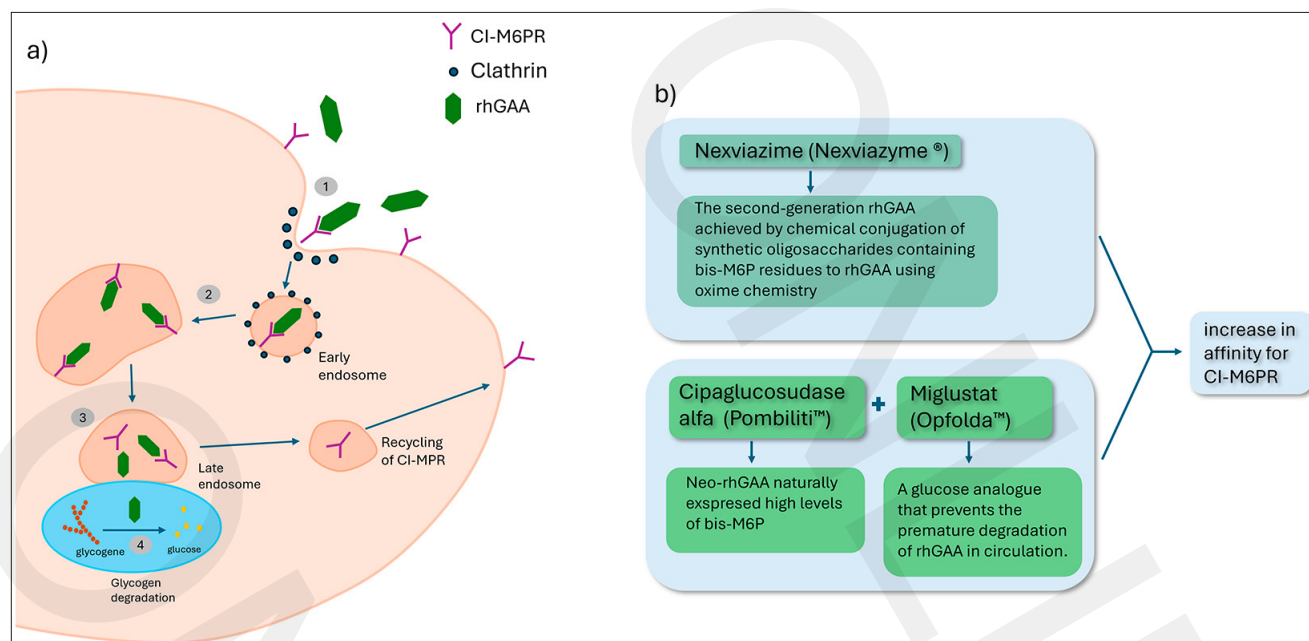 a)
CI-M6PR
Clathrin
rhGAA
1
2
Early
endosome
3
Late
endosome
Recycling
of CI-MPR
glycogene
4
glucose
Glycogen
degradation
b)
Nexviazime (Nexviazyme ®)
The second-generation rhGAA
achieved by chemical conjugation of
synthetic oligosaccharides containing
bis-M6P residues to rhGAA using
oxime chemistry
Cipaglucosudase
alfa (Pombiliti™)
+
Miglustat
(Opfolda™)
Neo-rhGAA naturally
exspresed high levels
of bis-M6P
A glucose analogue
that prevents the
premature degradation
of rhGAA in circulation.
increase in
affinity for
CI-M6PR